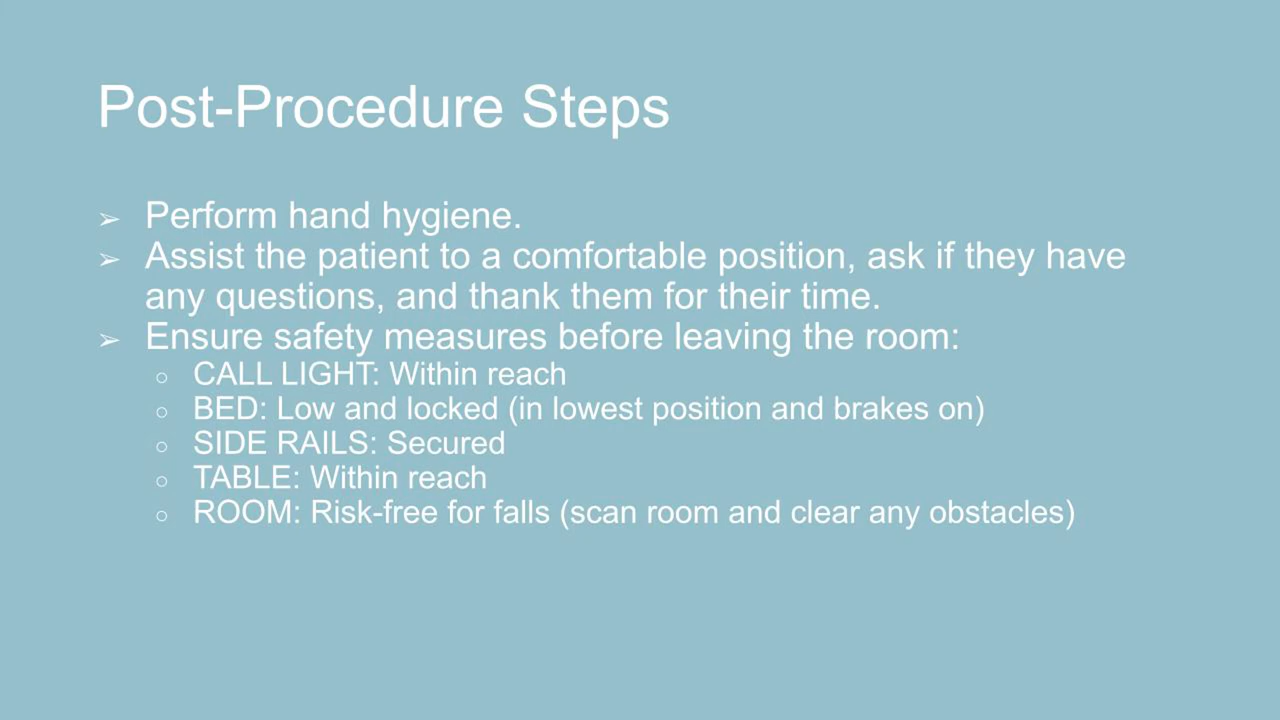 Post-Procedure Steps
➢ Perform hand hygiene.
➢ Assist the patient to a comfortable position, ask if they have
any questions, and thank them for their time.
➢ Ensure safety measures before leaving the room:
○ CALL LIGHT: Within reach
○ BED: Low and locked (in lowest position and brakes on)
○ SIDE RAILS: Secured
○ TABLE: Within reach
○ ROOM: Risk-free for falls (scan room and clear any obstacles)